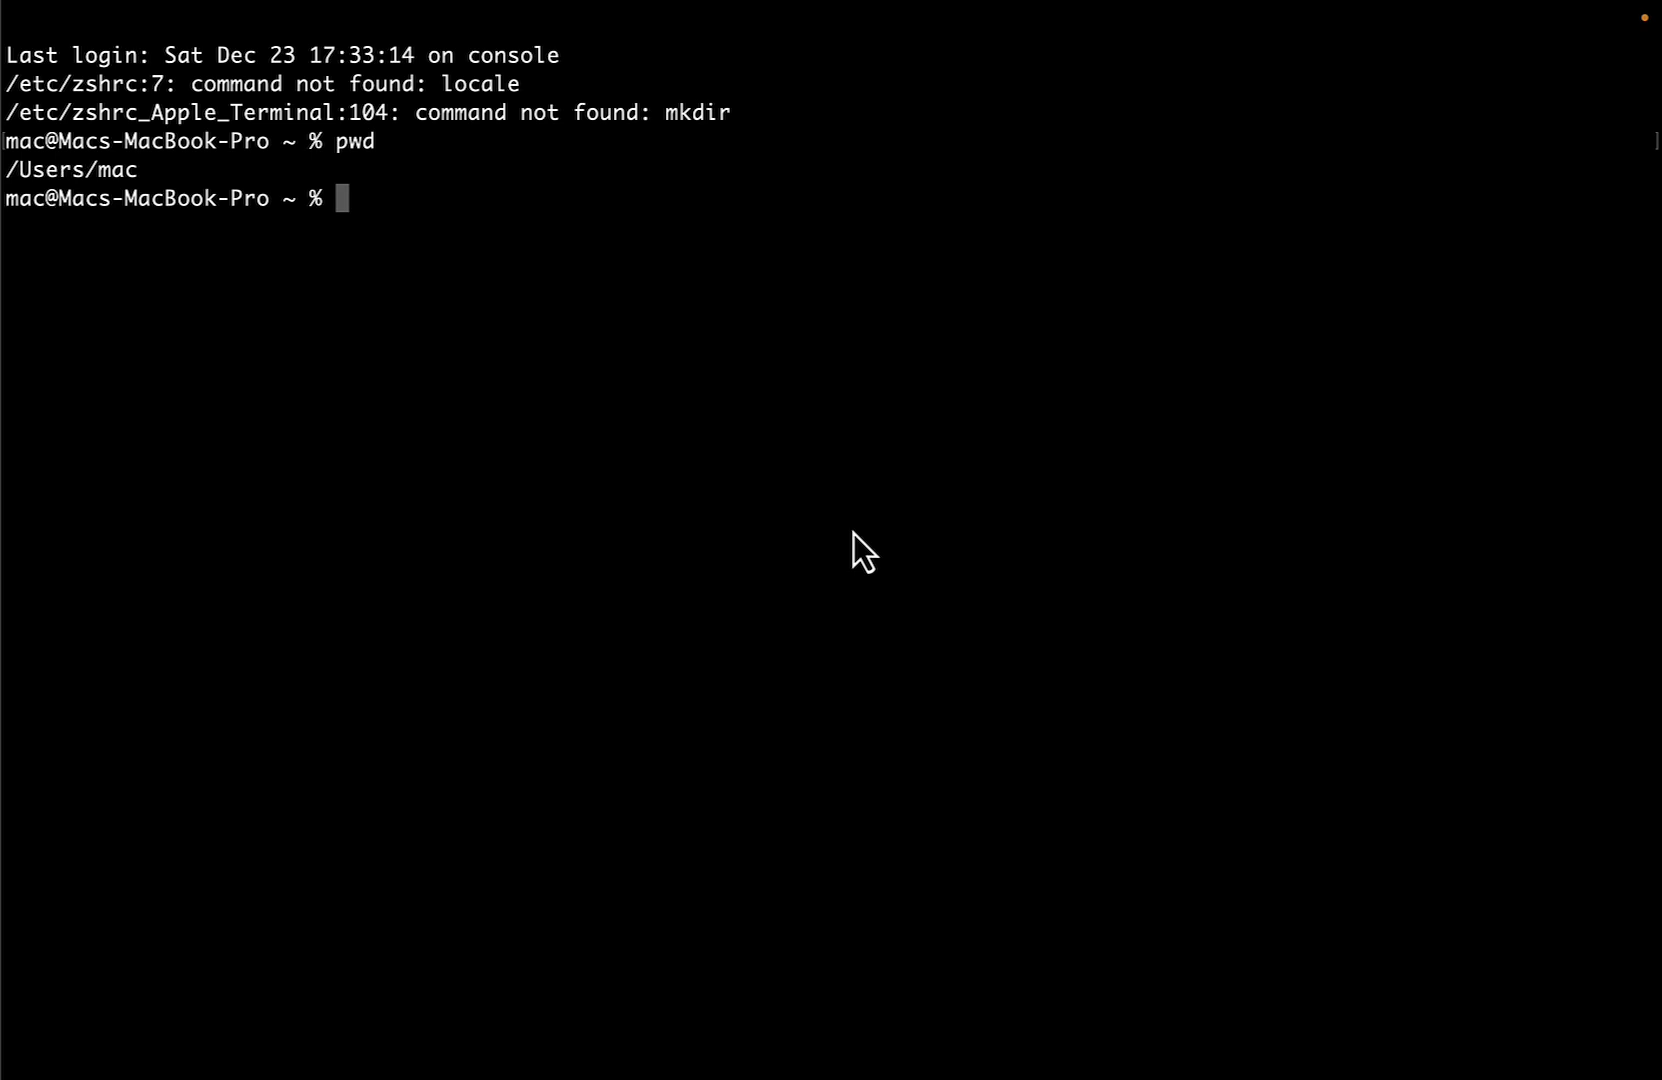 Last login: Sat Dec 23 17:33:14 on console
/etc/zshrc:7: command not found: locale
/etc/zshrc_Apple_Terminal:104: command not found: mkdir
[mac@Macs-MacBook-Pro ~ % pwd ]
/Users/mac
mac@Macs-MacBook-Pro ~ %